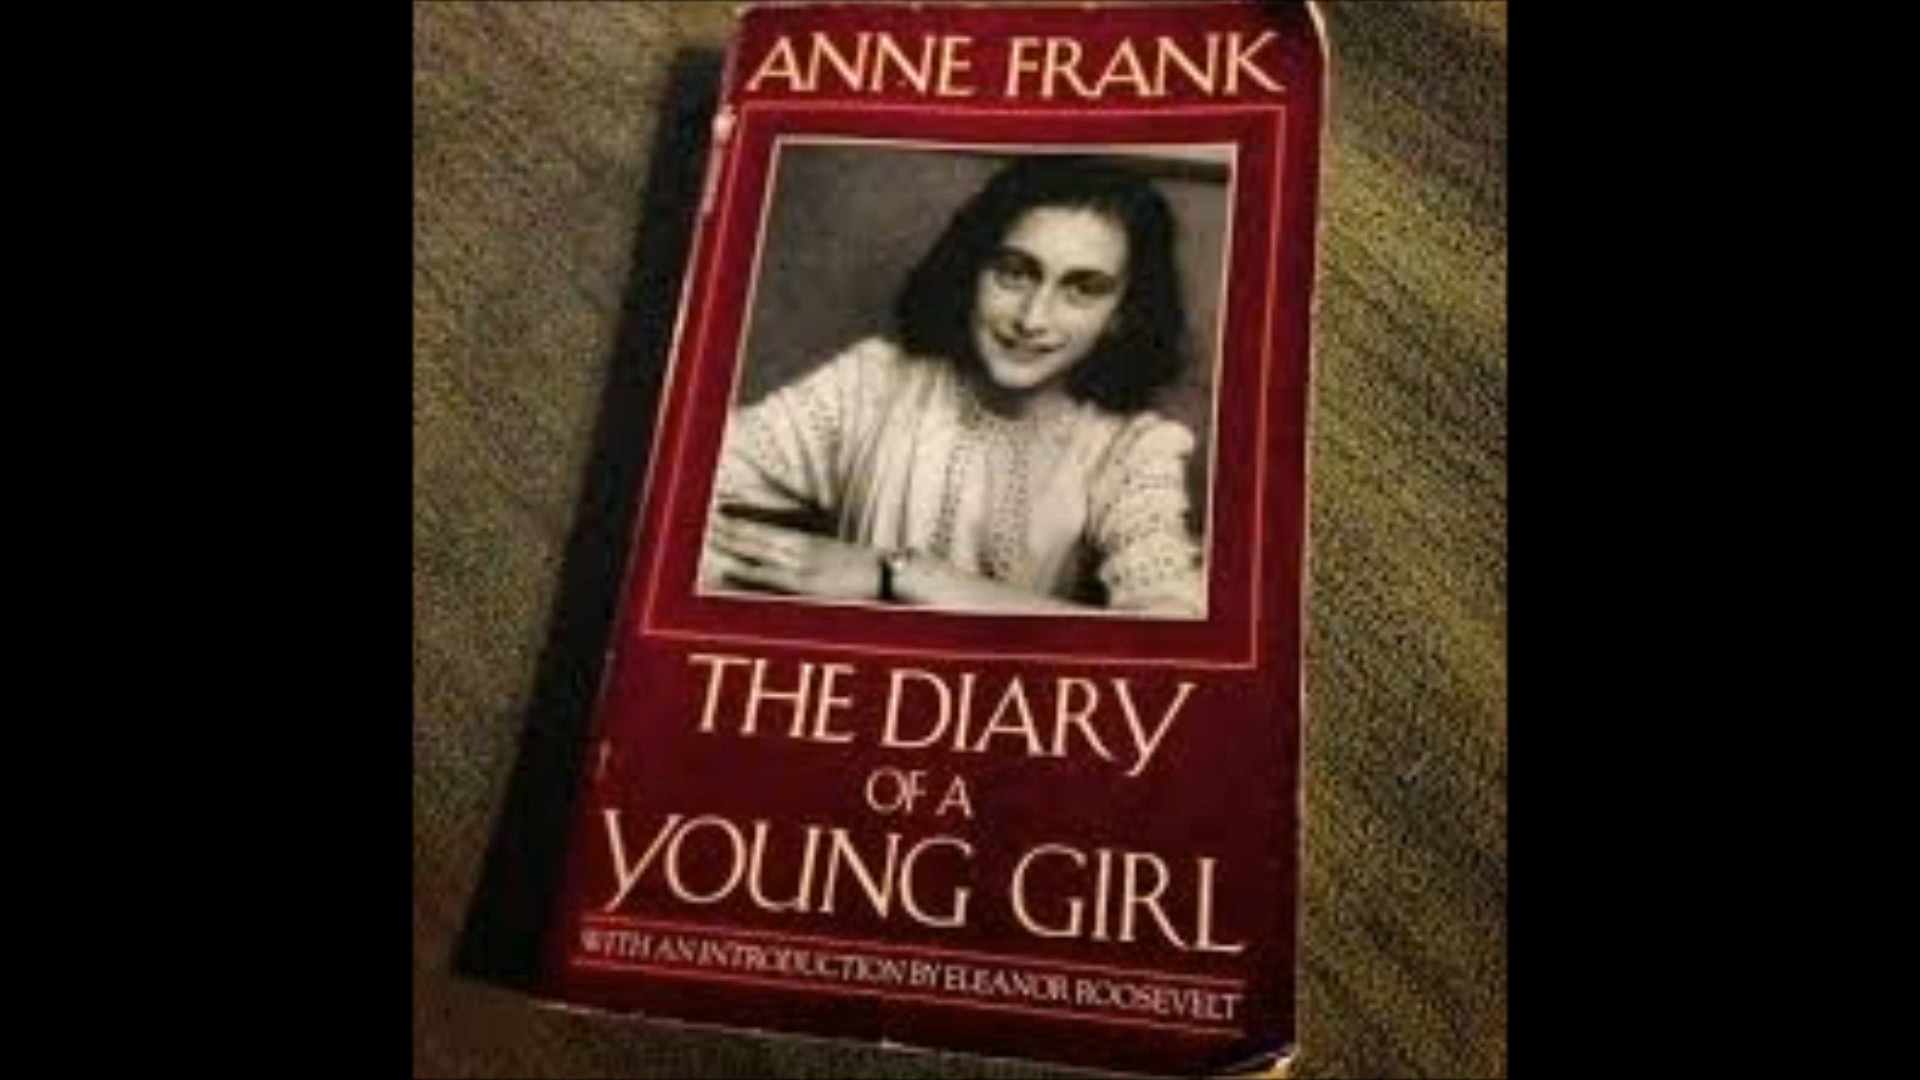 ANNE FRANK
THE DIARY
OF A
YOUNG GIRL
WITH AN INTRODUCTION BY ELEANOR ROOSEVELT